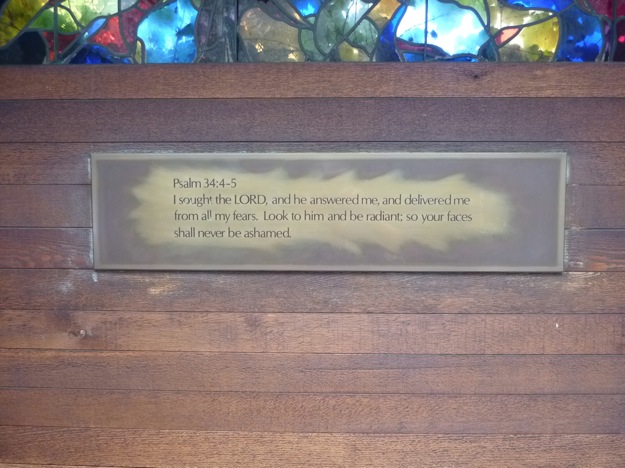 Psalm 34:4-5
I sought the LORD, and he answered me, and delivered me
from all my fears. Look to him and be radiant; so your faces
shall never be ashamed.